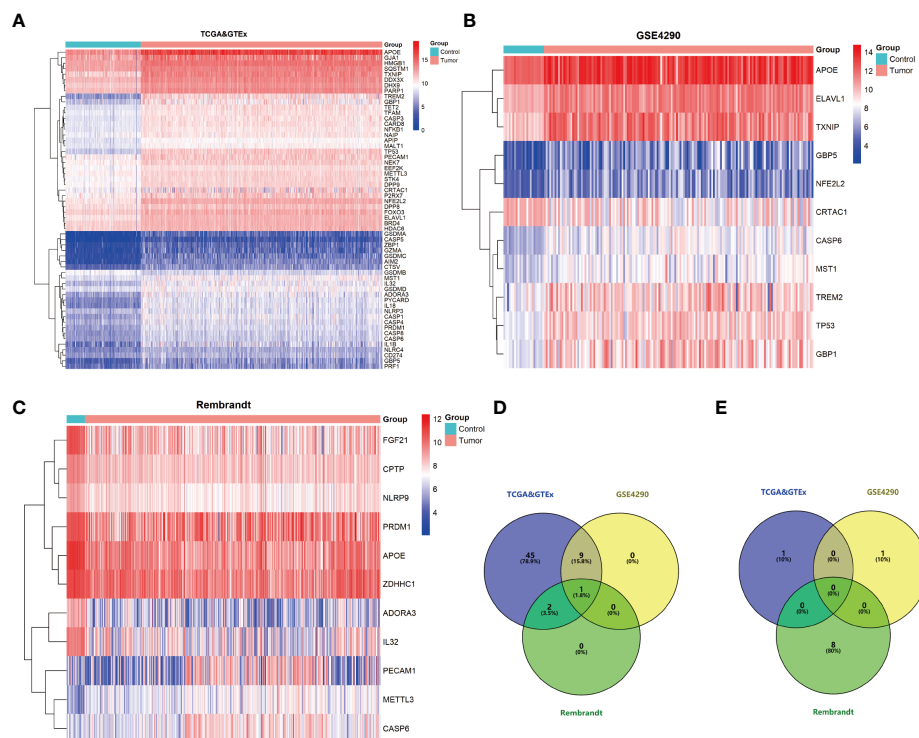 A
TCGA&GTEx
Group
APOE
GJA1
HMGB1
SQSTM1
TXNIP
DDX3X
DHX9
PARP1
TREM2
GBP1
TET2
TFAM
CASP3
CARD8
NFKB1
NAIP
APIP
MALT1
TP53
PECAM1
NEK7
EEF2K
METTL3
STK4
DPP9
CRTAC1
P2RX7
NFE2L2
DPP8
FOXO3
ELAVL1
BRD4
HDAC6
GSDMA
CASP5
ZBP1
GZMA
GSDMC
AIM2
CTSV
GSDMB
MST1
IL32
GSDMD
ADORA3
PYCARD
IL18
NLRP3
CASP1
CASP4
PRDM1
CASP8
CASP6
IL1B
NLRC4
CD274
GBP5
PRF1
15
10
5
0
Group
Control
Tumor
B
GSE4290
Group
APOE
ELAVL1
TXNIP
GBP5
NFE2L2
CRTAC1
CASP6
MST1
TREM2
TP53
GBP1
14
12
10
8
6
4
Group
Control
Tumor
C
Rembrandt
Group
FGF21
CPTP
NLRP9
PRDM1
APOE
ZDHHC1
ADORA3
IL32
PECAM1
METTL3
CASP6
12
10
8
6
4
Group
Control
Tumor
D
TCGA&GTEx
GSE4290
45
(78.9%)
9
(15.8%)
0
(0%)
1
(1.8%)
2
(3.5%)
0
(0%)
0
(0%)
Rembrandt
E
TCGA&GTEx
GSE4290
1
(10%)
0
(0%)
1
(10%)
0
(0%)
0
(0%)
0
(0%)
8
(80%)
Rembrandt